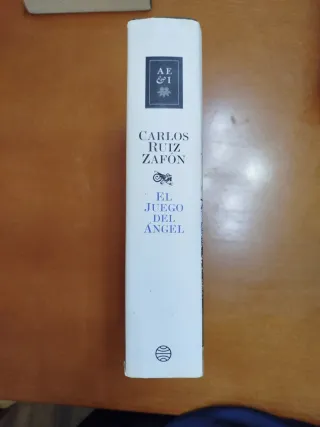 AE
&I
CARLOS
RUIZ
ZAFÓN
EL
JUEGO
DEL
ÁNGEL